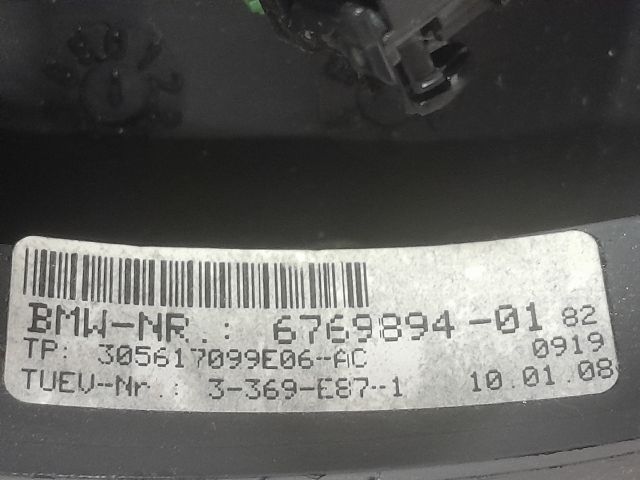 BMW-NR.: 6769894-01 82
TP: 305617099E06-AC 0919
TUEV-Nr.: 3-369-E87-1 10.01.08